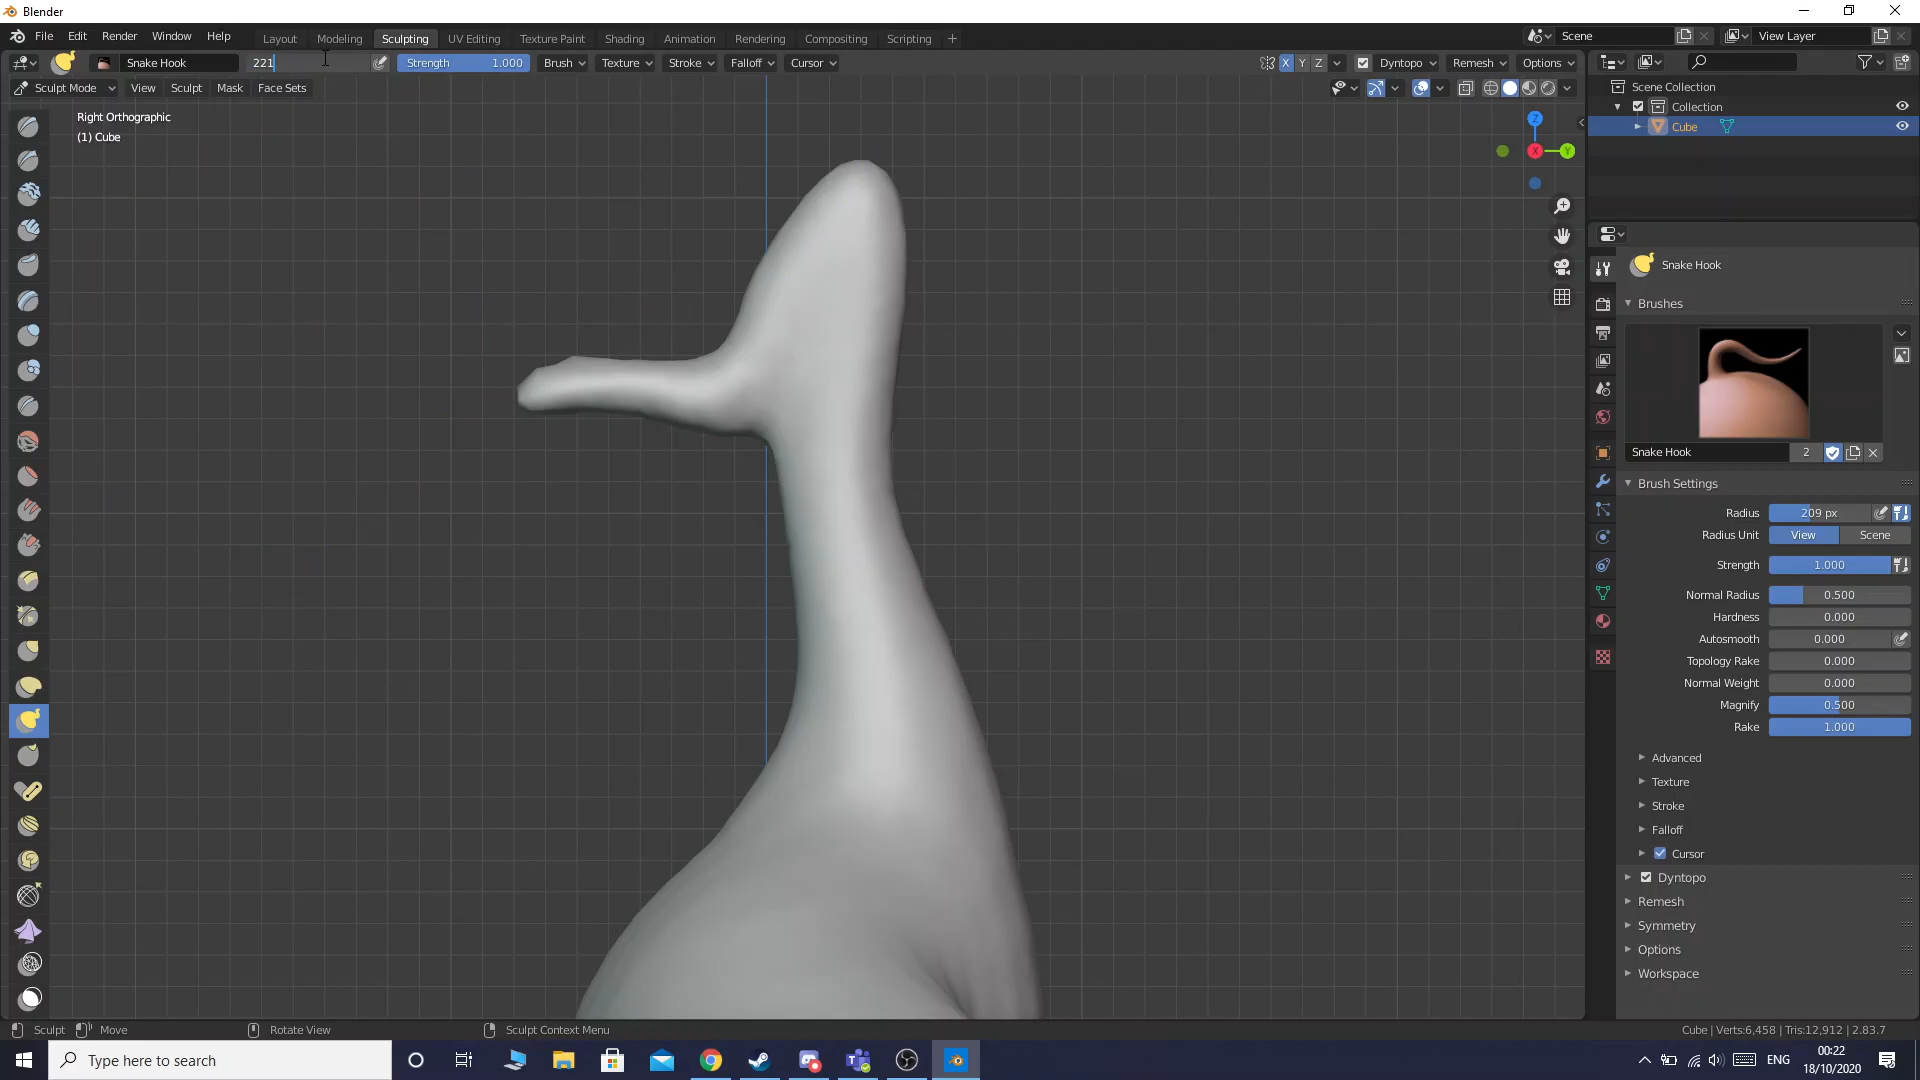 Blender
File Edit Render Window Help
Layout Modeling Sculpting UV Editing Texture Paint Shading Animation Rendering Compositing Scripting +
Scene
View Layer
Snake Hook
221
Strength 1.000
Brush Texture Stroke Falloff Cursor
X Y Z
Dyntopo Remesh Options
Sculpt Mode View Sculpt Mask Face Sets
Right Orthographic
(1) Cube
Z
X
Y
Scene Collection
Collection
Cube
Snake Hook
Brushes
Snake Hook 2
Brush Settings
Radius 209 px
Radius Unit View Scene
Strength 1.000
Normal Radius 0.500
Hardness 0.000
Autosmooth 0.000
Topology Rake 0.000
Normal Weight 0.000
Magnify 0.500
Rake 1.000
Advanced
Texture
Stroke
Falloff
Cursor
Dyntopo
Remesh
Symmetry
Options
Workspace
Sculpt Move Rotate View Sculpt Context Menu
Cube | Verts:6,458 | Tris:12,912 | 2.83.7
Type here to search
ENG
00:22
18/10/2020